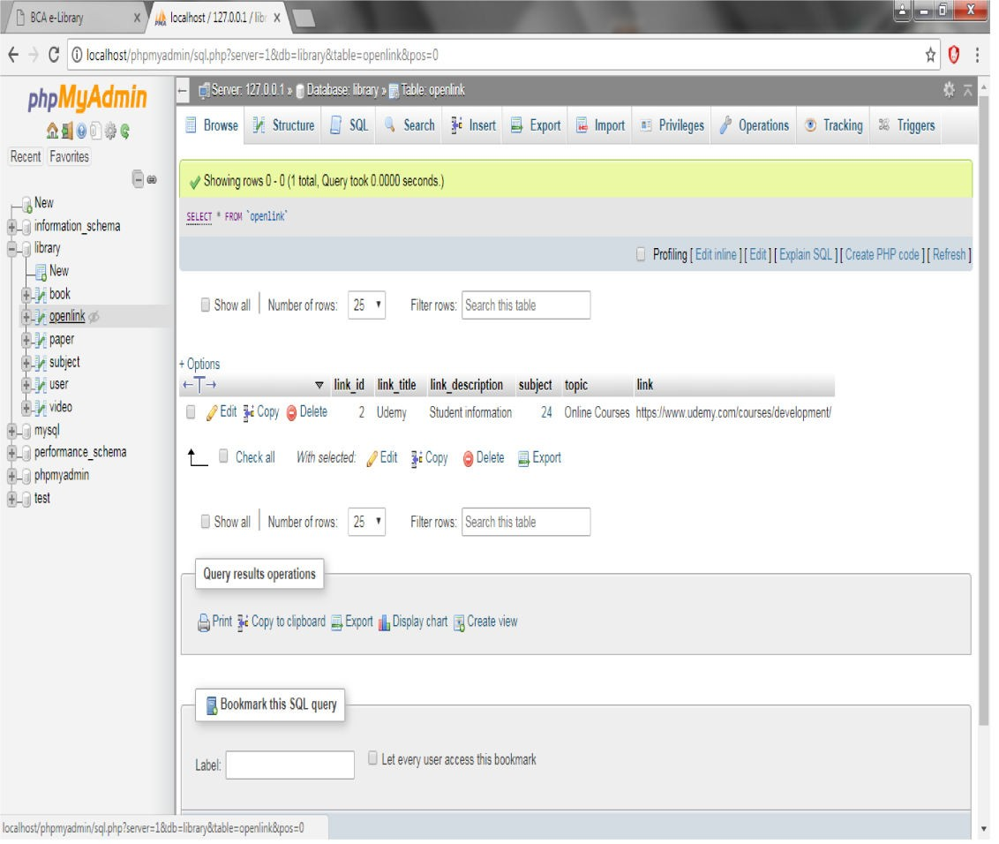 BCA e-Library
localhost / 127.0.0.1 / libr
localhost/phpmyadmin/sql.php?server=1&db=library&table=openlink&pos=0
phpMyAdmin
Recent Favorites
New
information_schema
library
New
book
openlink
paper
subject
user
video
mysql
performance_schema
phpmyadmin
test
Server: 127.0.0.1 » Database: library » Table: openlink
Browse Structure SQL Search Insert Export Import Privileges Operations Tracking Triggers
Showing rows 0 - 0 (1 total, Query took 0.0000 seconds.)
SELECT * FROM `openlink`
Profiling [ Edit inline ] [ Edit ] [ Explain SQL ] [ Create PHP code ] [ Refresh ]
Show all Number of rows: 25 Filter rows: Search this table
+ Options
←T→ link_id link_title link_description subject topic link
Edit Copy Delete 2 Udemy Student information 24 Online Courses https://www.udemy.com/courses/development/
Check all With selected: Edit Copy Delete Export
Show all Number of rows: 25 Filter rows: Search this table
Query results operations
Print Copy to clipboard Export Display chart Create view
Bookmark this SQL query
Label: Let every user access this bookmark
localhost/phpmyadmin/sql.php?server=1&db=library&table=openlink&pos=0